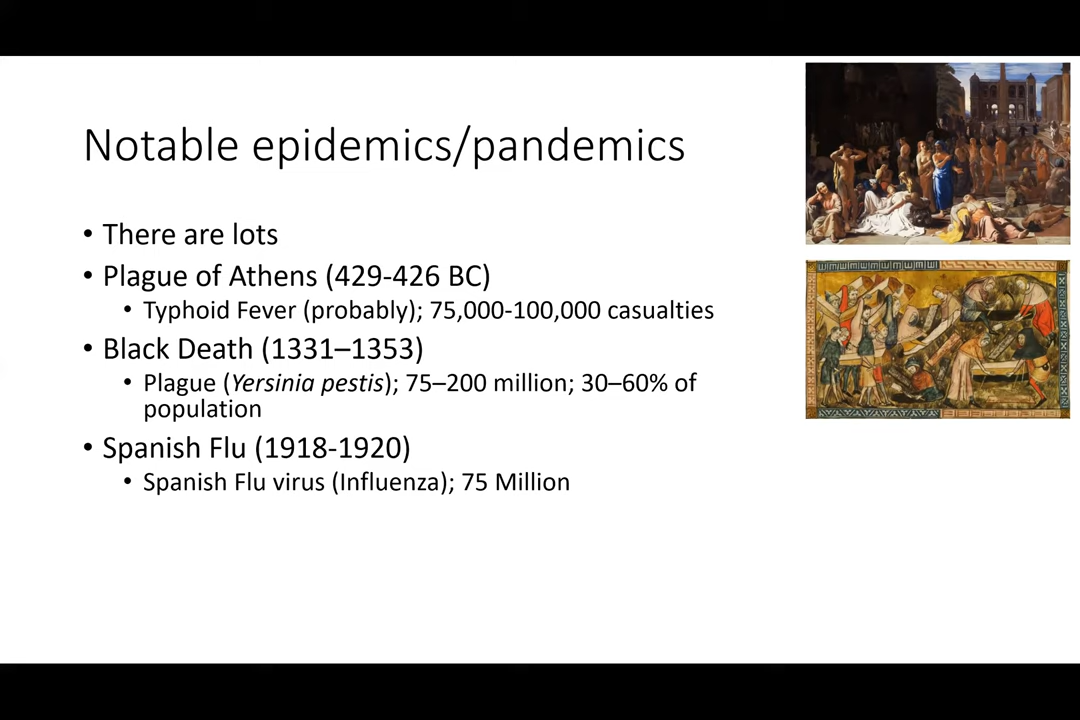 Notable epidemics/pandemics
• There are lots
• Plague of Athens (429-426 BC)
• Typhoid Fever (probably); 75,000-100,000 casualties
• Black Death (1331–1353)
• Plague (Yersinia pestis); 75–200 million; 30–60% of
population
• Spanish Flu (1918-1920)
• Spanish Flu virus (Influenza); 75 Million